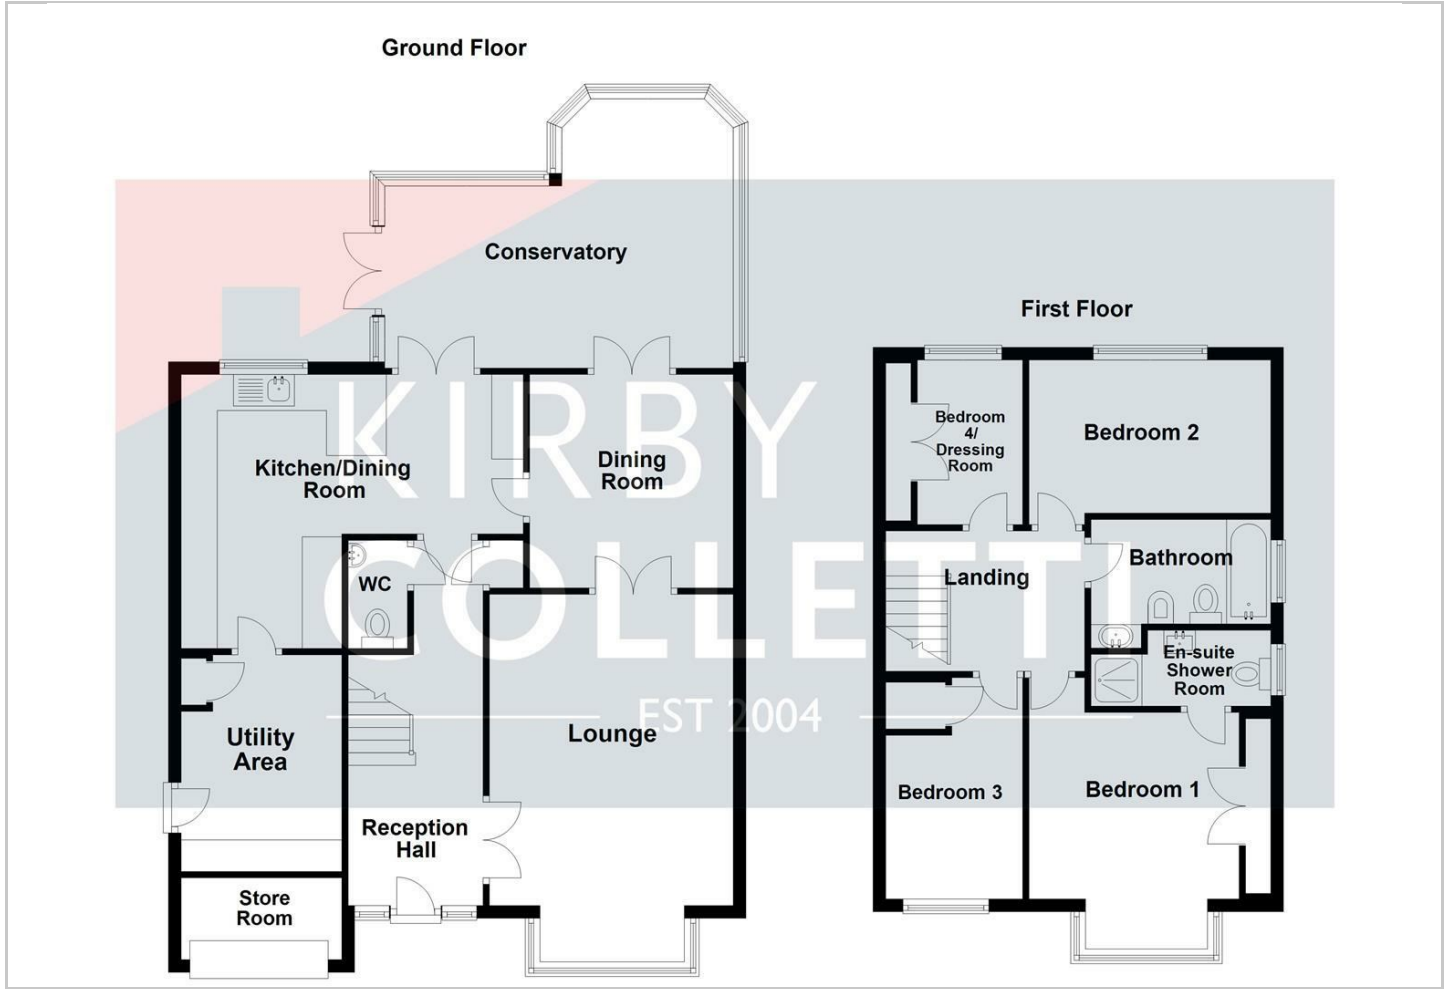 Ground Floor
Conservatory
First Floor
KIRBY
COLLETTI
EST 2004
Kitchen/Dining
Room
Dining
Room
WC
Utility
Area
Lounge
Reception
Hall
Store
Room
Bedroom
4/
Dressing
Room
Bedroom 2
Landing
Bathroom
En-suite
Shower
Room
Bedroom 3
Bedroom 1